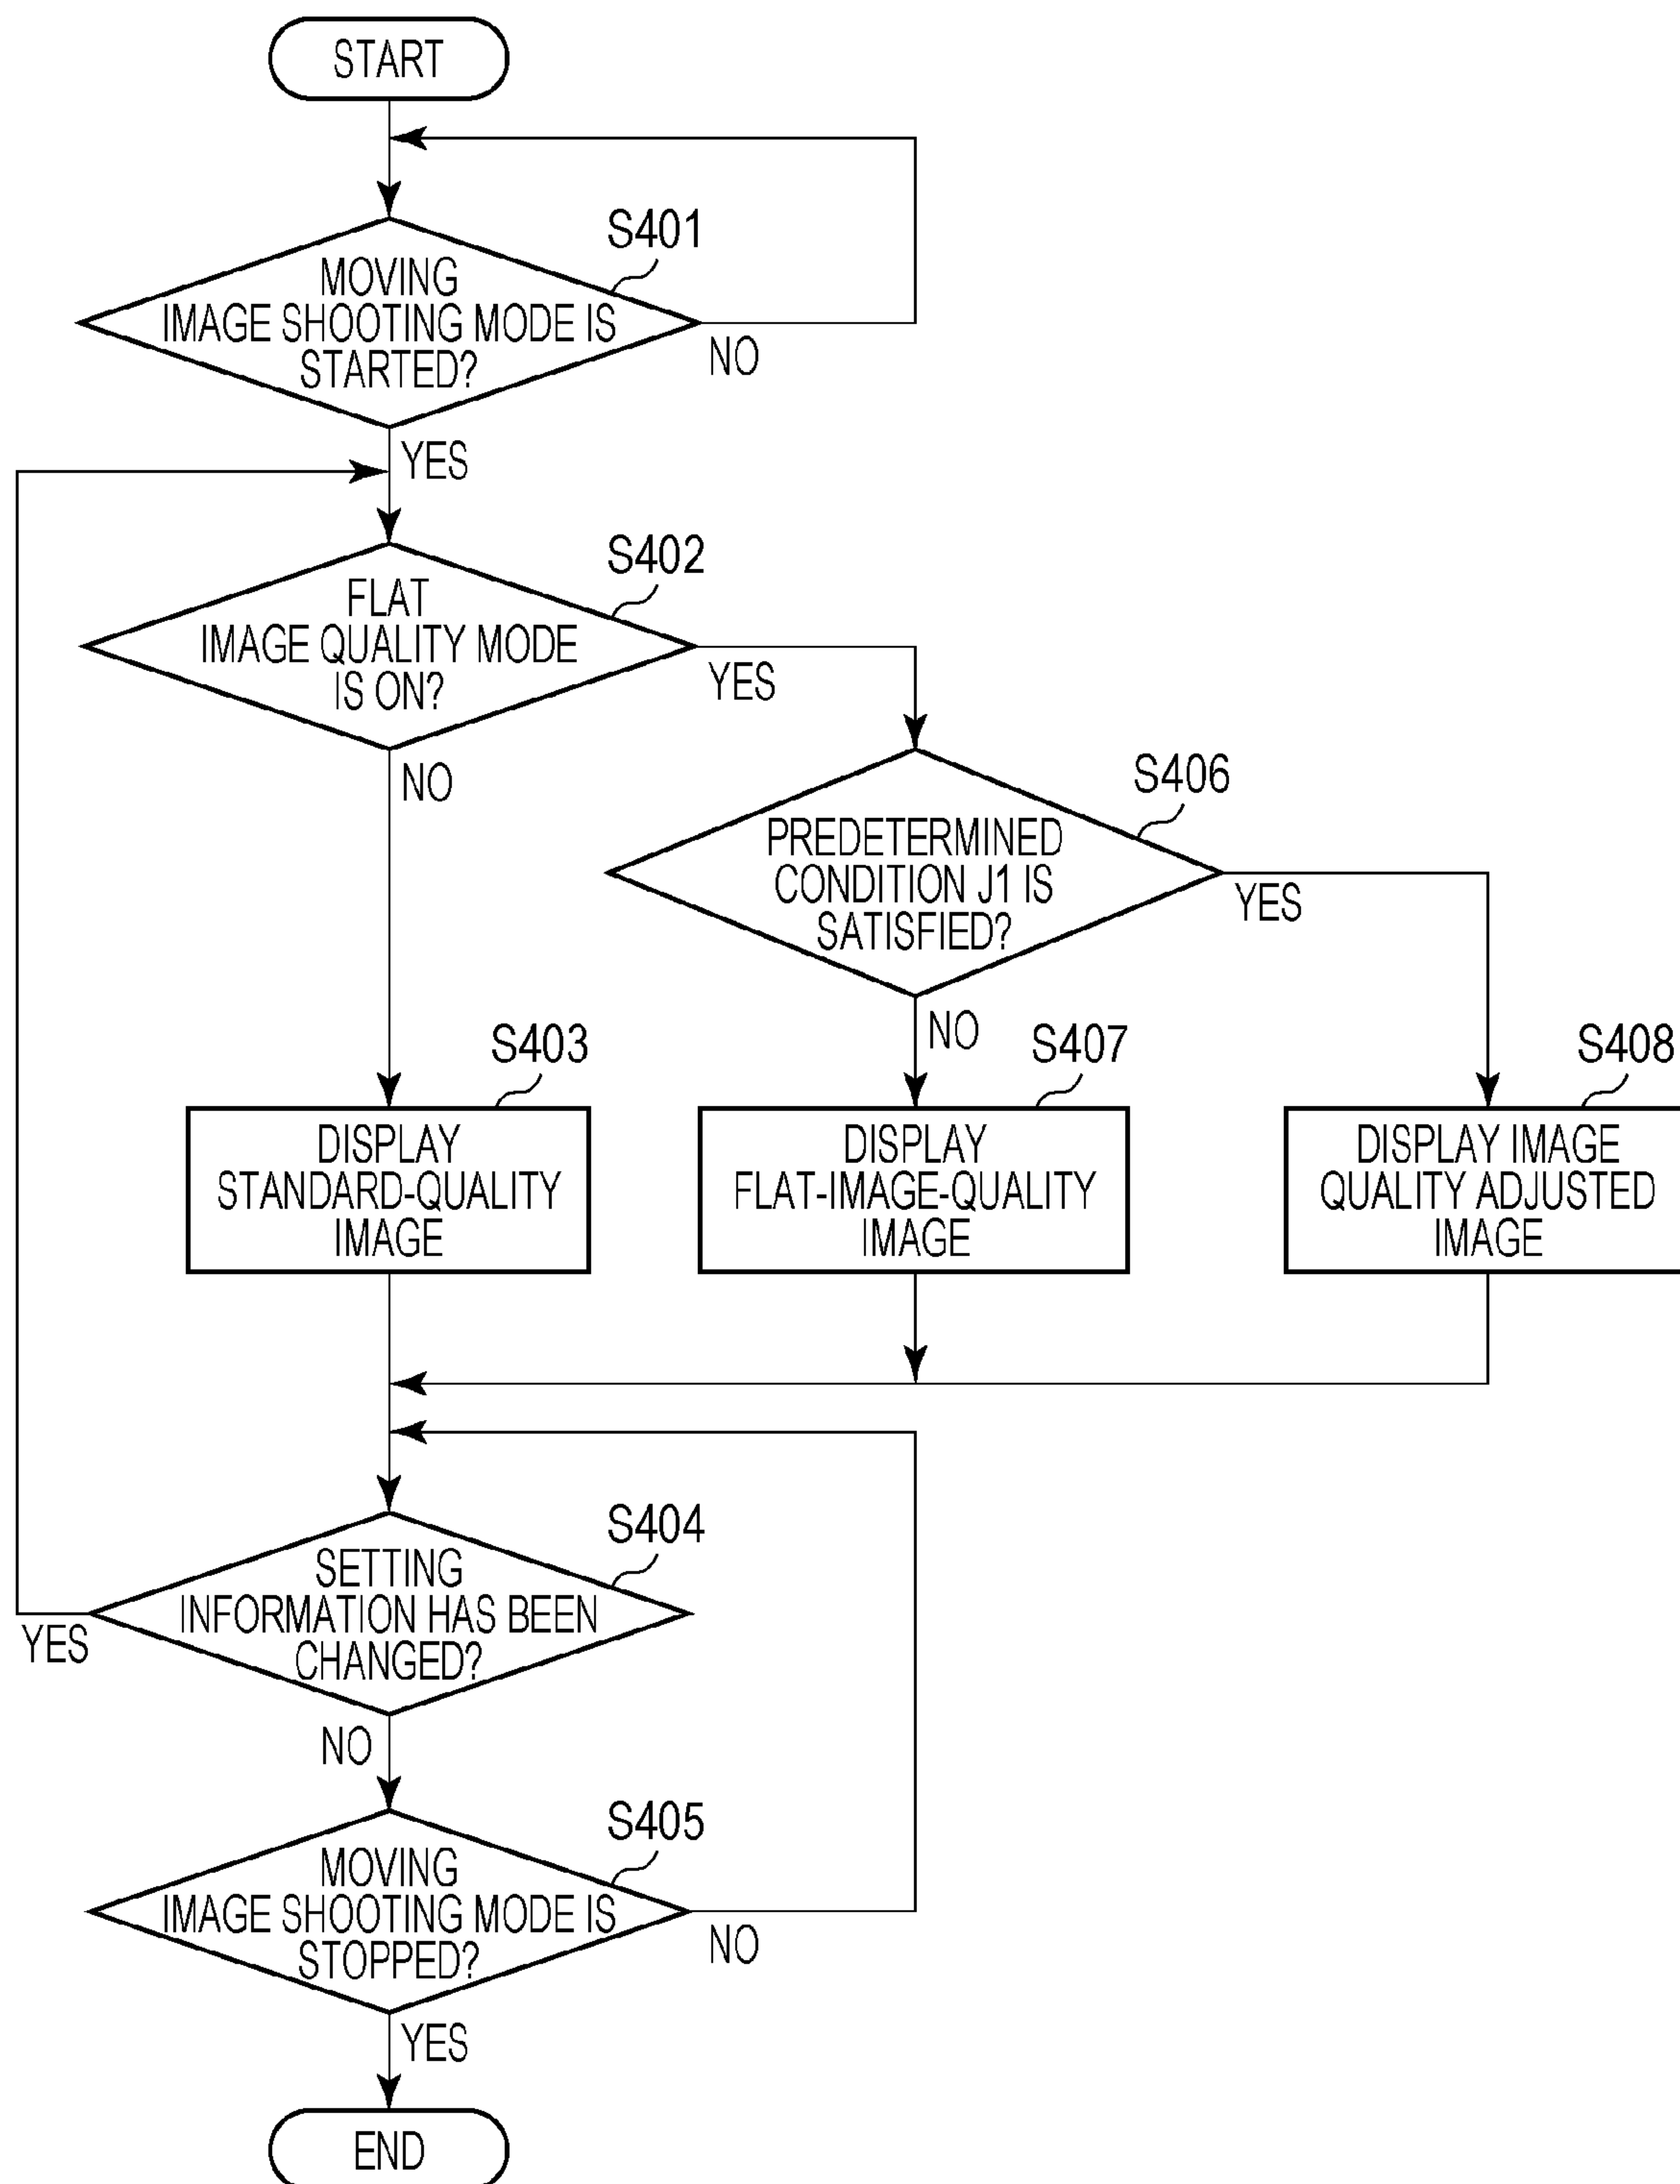 START
S401
MOVING
IMAGE SHOOTING MODE IS
STARTED?
NO
YES
S402
FLAT
IMAGE QUALITY MODE
IS ON?
YES
NO
S406
PREDETERMINED
CONDITION J1 IS
SATISFIED?
YES
NO
S403
DISPLAY
STANDARD-QUALITY
IMAGE
S407
DISPLAY
FLAT-IMAGE-QUALITY
IMAGE
S408
DISPLAY IMAGE
QUALITY ADJUSTED
IMAGE
S404
SETTING
INFORMATION HAS BEEN
CHANGED?
YES
NO
S405
MOVING
IMAGE SHOOTING MODE IS
STOPPED?
NO
YES
END